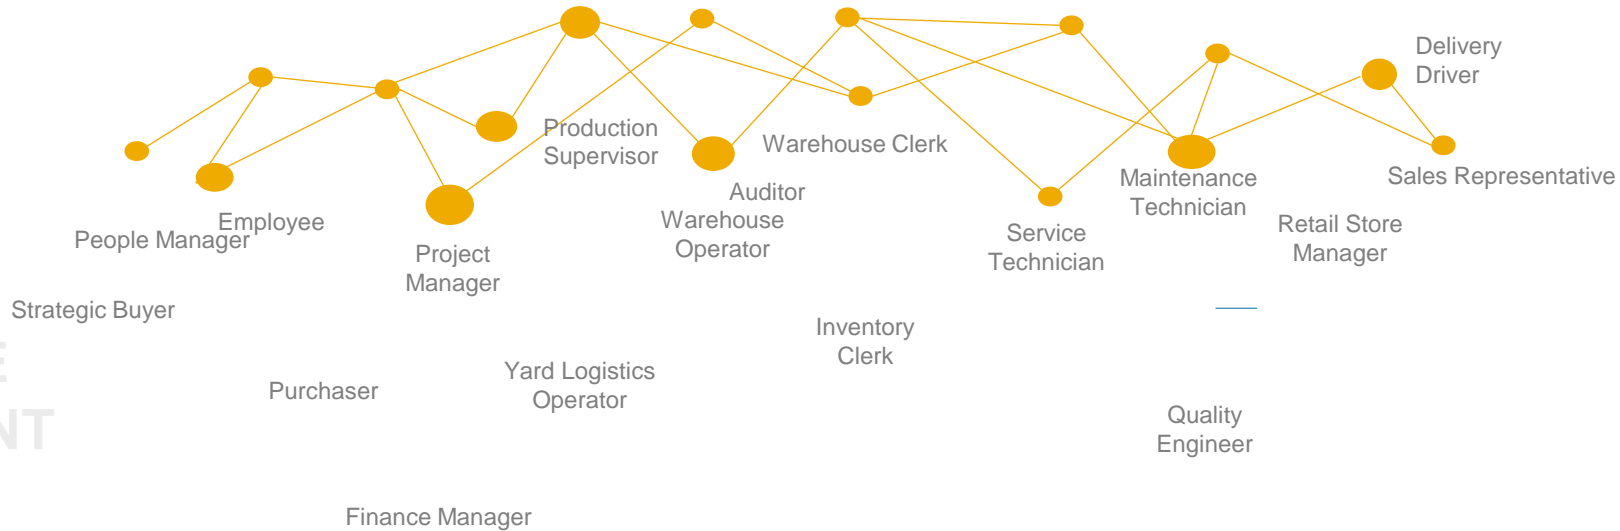 Delivery
Driver
Production
Supervisor
Warehouse Clerk
Maintenance
Technician
Sales Representative
Auditor
Warehouse
Operator
Employee
People Manager
Project
Manager
Service
Technician
Retail Store
Manager
Strategic Buyer
Inventory
Clerk
E
NT
Purchaser
Yard Logistics
Operator
Quality
Engineer
Finance Manager